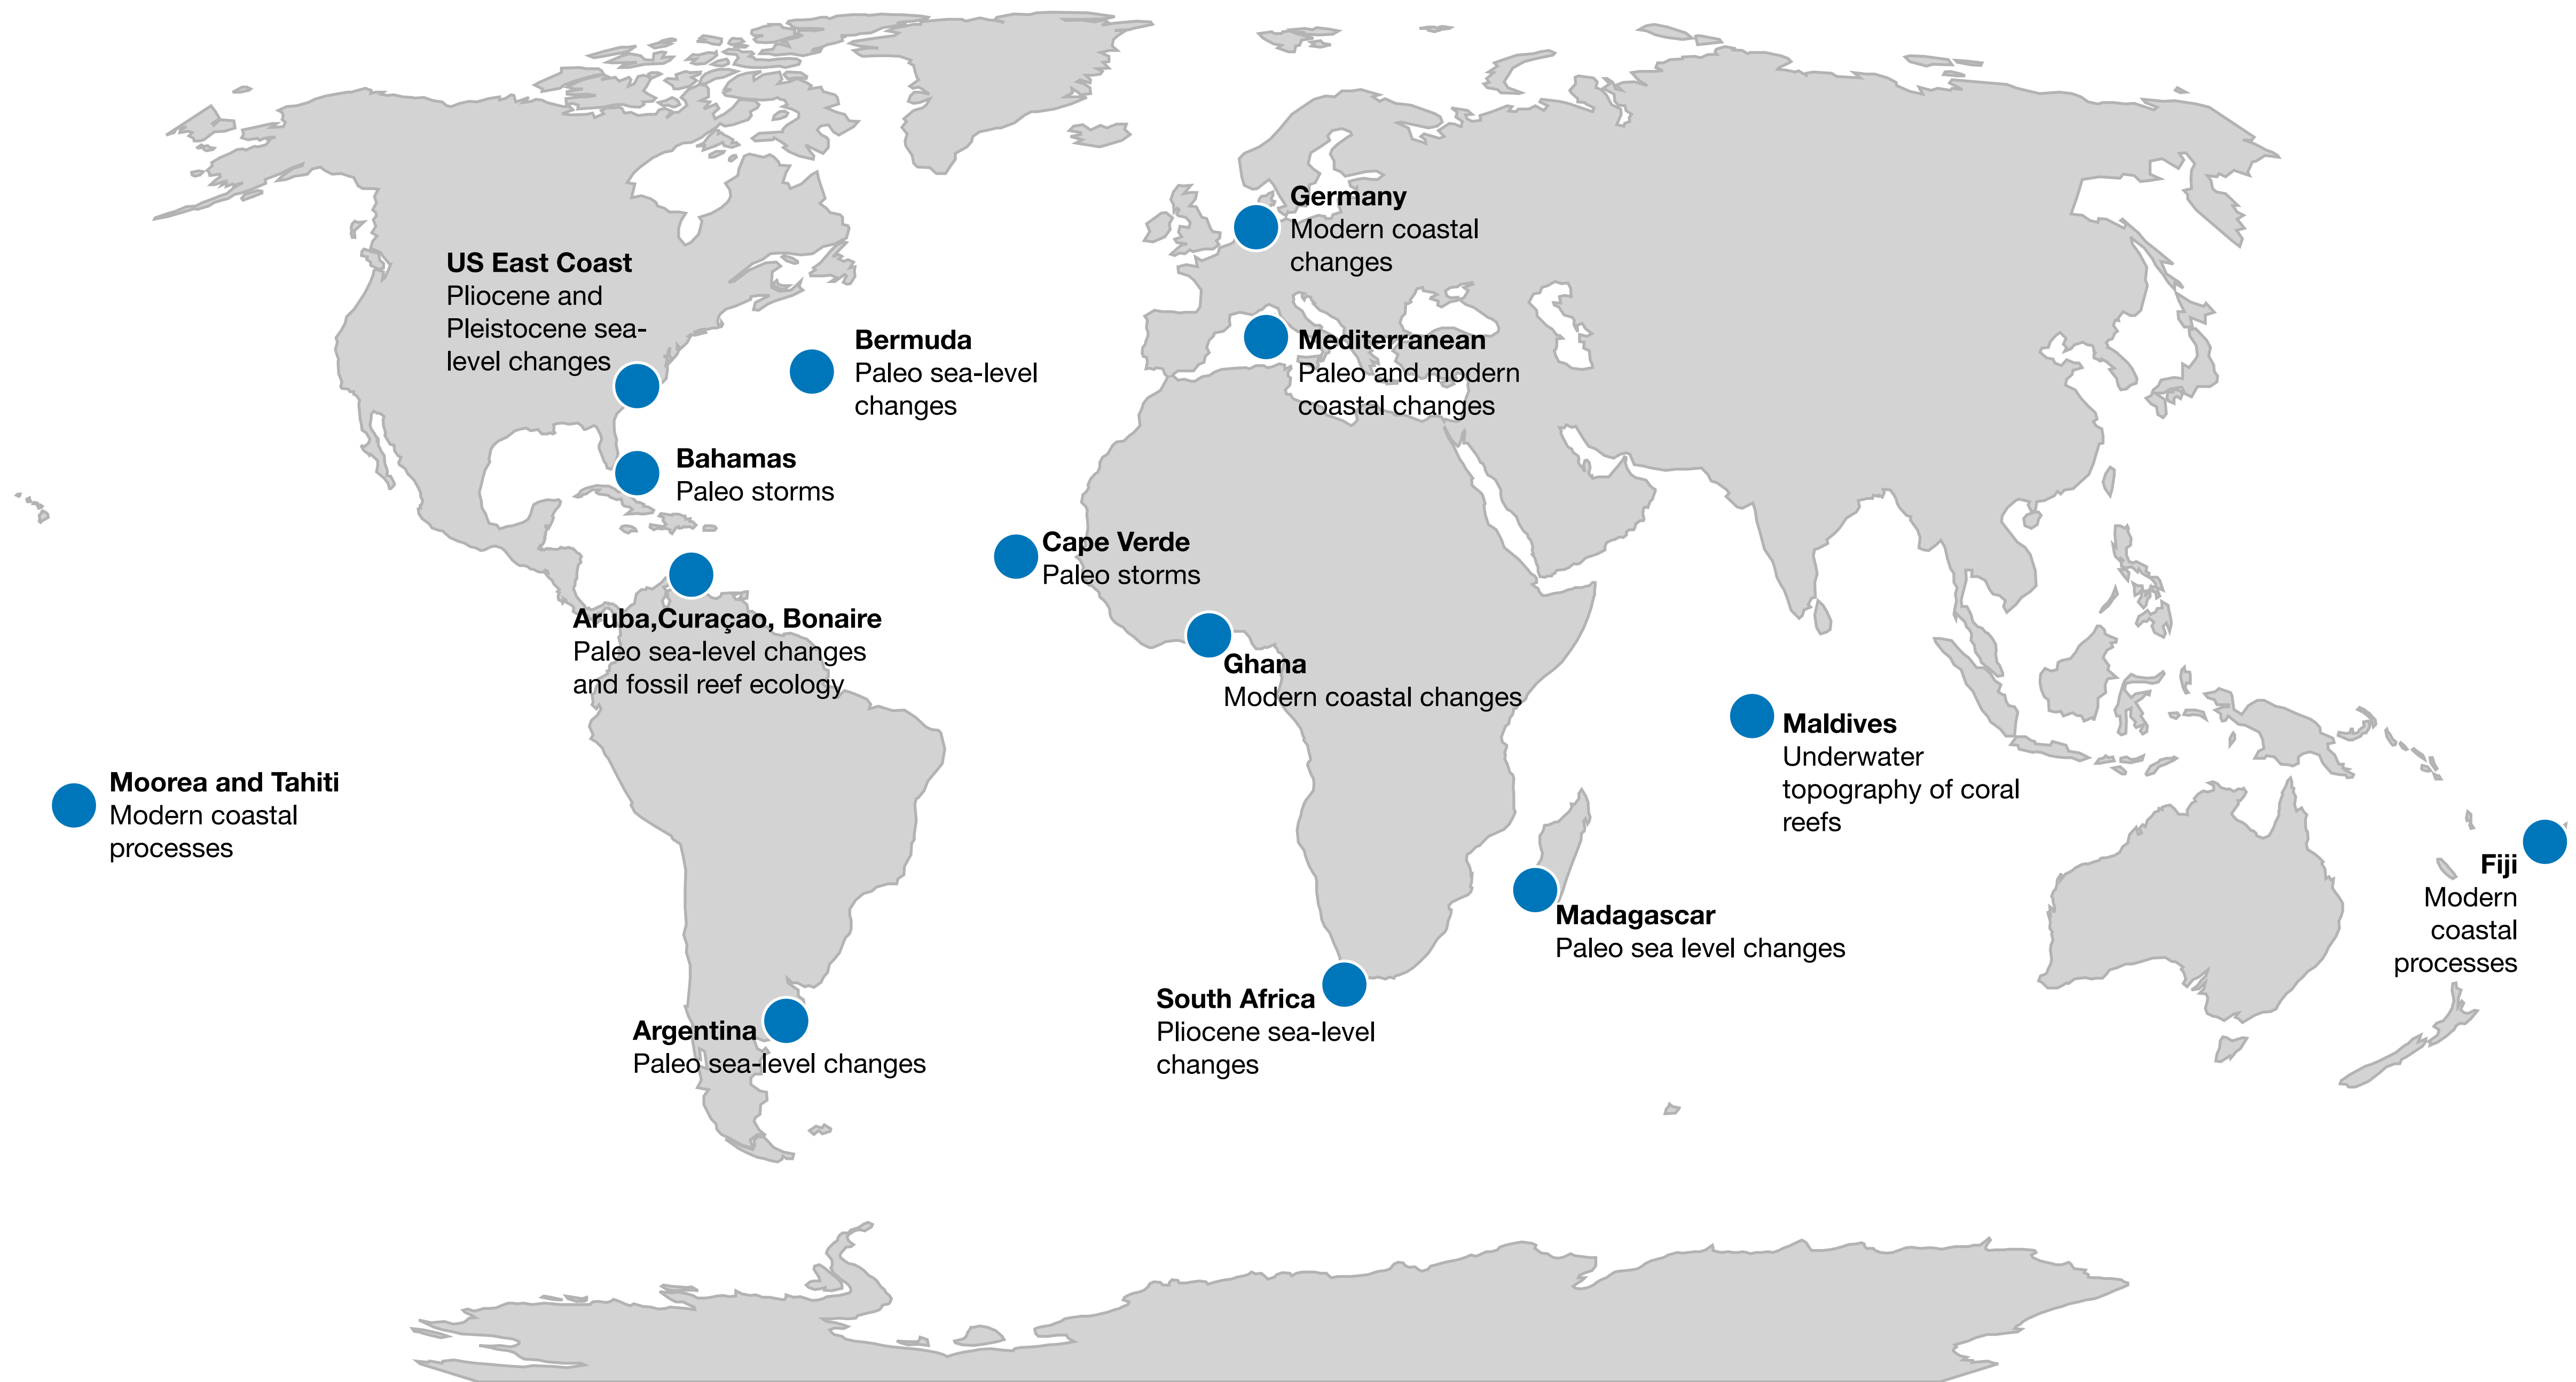 Germany
Modern coastal
changes
US East Coast
Pliocene and
Pleistocene sea-
level changes
Bermuda
Paleo sea-level
changes
Mediterranean
Paleo and modern
coastal changes
Bahamas
Paleo storms
Cape Verde
Paleo storms
Aruba,Curaçao, Bonaire
Paleo sea-level changes
and fossil reef ecology
Ghana
Modern coastal changes
Maldives
Underwater
topography of coral
reefs
Moorea and Tahiti
Modern coastal
processes
Fiji
Modern
coastal
processes
Madagascar
Paleo sea level changes
South Africa
Pliocene sea-level
changes
Argentina
Paleo sea-level changes